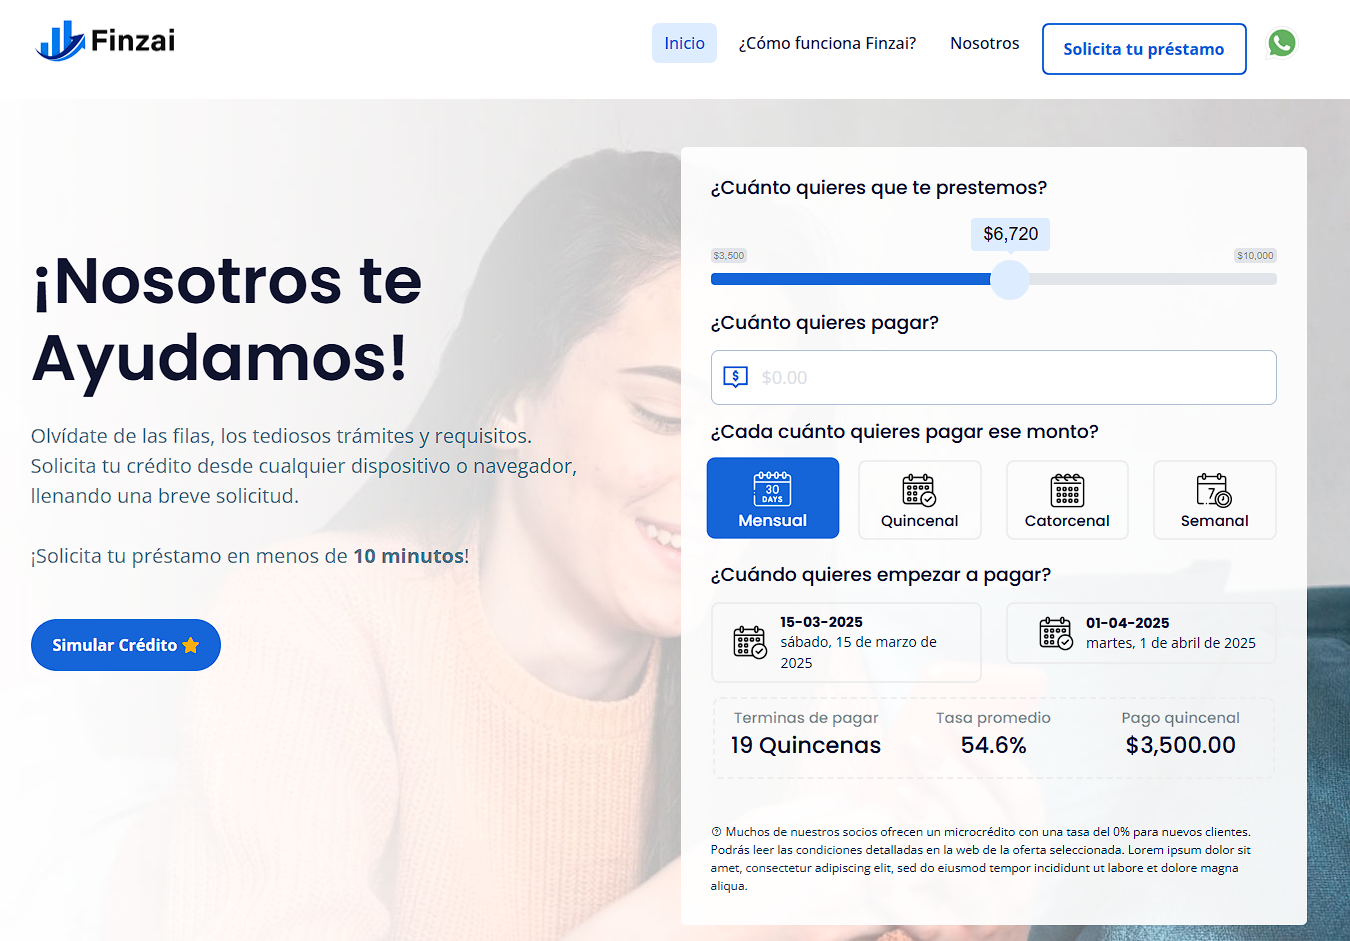 Finzai
Inicio
¿Cómo funciona Finzai?
Nosotros
Solicita tu préstamo
¡Nosotros te
Ayudamos!
Olvídate de las filas, los tediosos trámites y requisitos.
Solicita tu crédito desde cualquier dispositivo o navegador,
llenando una breve solicitud.
¡Solicita tu préstamo en menos de 10 minutos!
Simular Crédito
¿Cuánto quieres que te prestemos?
$6,720
$3,500
$10,000
¿Cuánto quieres pagar?
$ $0.00
¿Cada cuánto quieres pagar ese monto?
30
DAYS
Mensual
Quincenal
Catorcenal
7
Semanal
¿Cuándo quieres empezar a pagar?
15-03-2025
sábado, 15 de marzo de
2025
01-04-2025
martes, 1 de abril de 2025
Terminas de pagar
19 Quincenas
Tasa promedio
54.6%
Pago quincenal
$3,500.00
Muchos de nuestros socios ofrecen un microcrédito con una tasa del 0% para nuevos clientes.
Podrás leer las condiciones detalladas en la web de la oferta seleccionada. Lorem ipsum dolor sit
amet, consectetur adipiscing elit, sed do eiusmod tempor incididunt ut labore et dolore magna
aliqua.